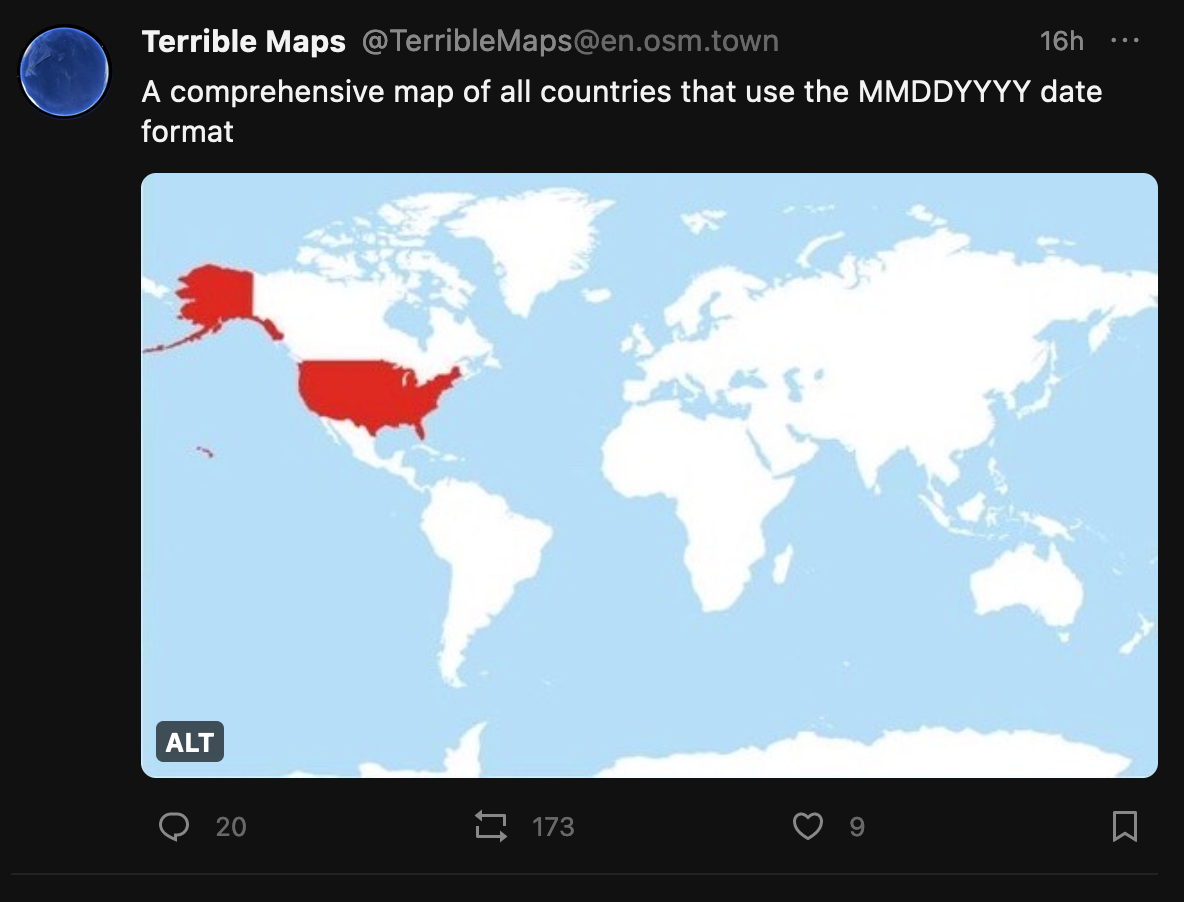 Terrible Maps @TerribleMaps@en.osm.town 16h ...
A comprehensive map of all countries that use the MMDDYYYY date
format
ALT
20 173 9